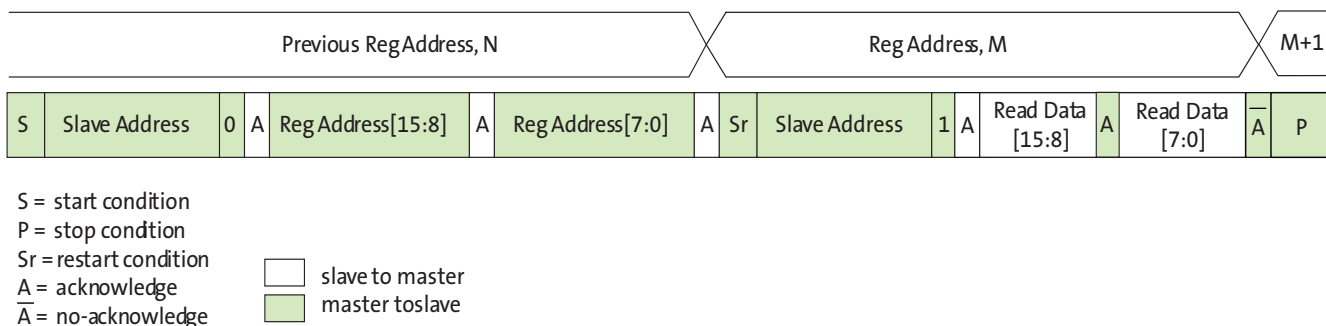 Previous Reg Address, N Reg Address, M M+1
S Slave Address 0 A Reg Address[15:8] A Reg Address[7:0] A Sr Slave Address 1 A Read Data [15:8] A Read Data [7:0] A̅ P
S = start condition
P = stop condition
Sr = restart condition
A = acknowledge
A̅ = no-acknowledge
slave to master
master toslave